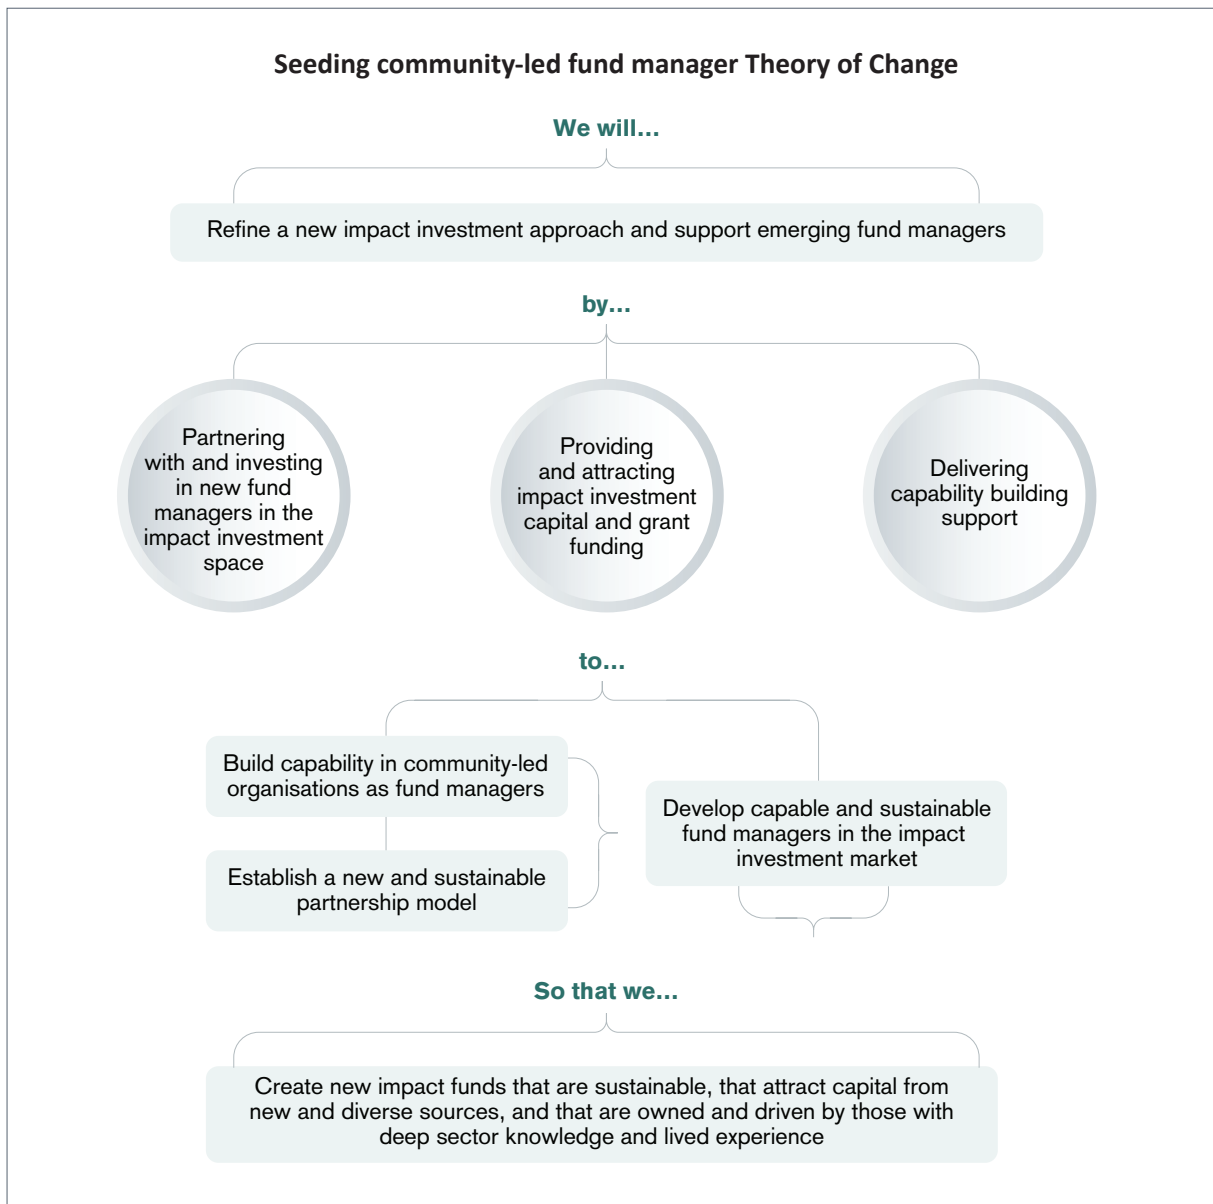 Seeding community-led fund manager Theory of Change
We will...
Refine a new impact investment approach and support emerging fund managers
by...
Partnering
with and investing
in new fund
managers in the
impact investment
space
Providing
and attracting
impact investment
capital and grant
funding
Delivering
capability building
support
to...
Build capability in community-led
organisations as fund managers
Establish a new and sustainable
partnership model
Develop capable and sustainable
fund managers in the impact
investment market
So that we...
Create new impact funds that are sustainable, that attract capital from
new and diverse sources, and that are owned and driven by those with
deep sector knowledge and lived experience